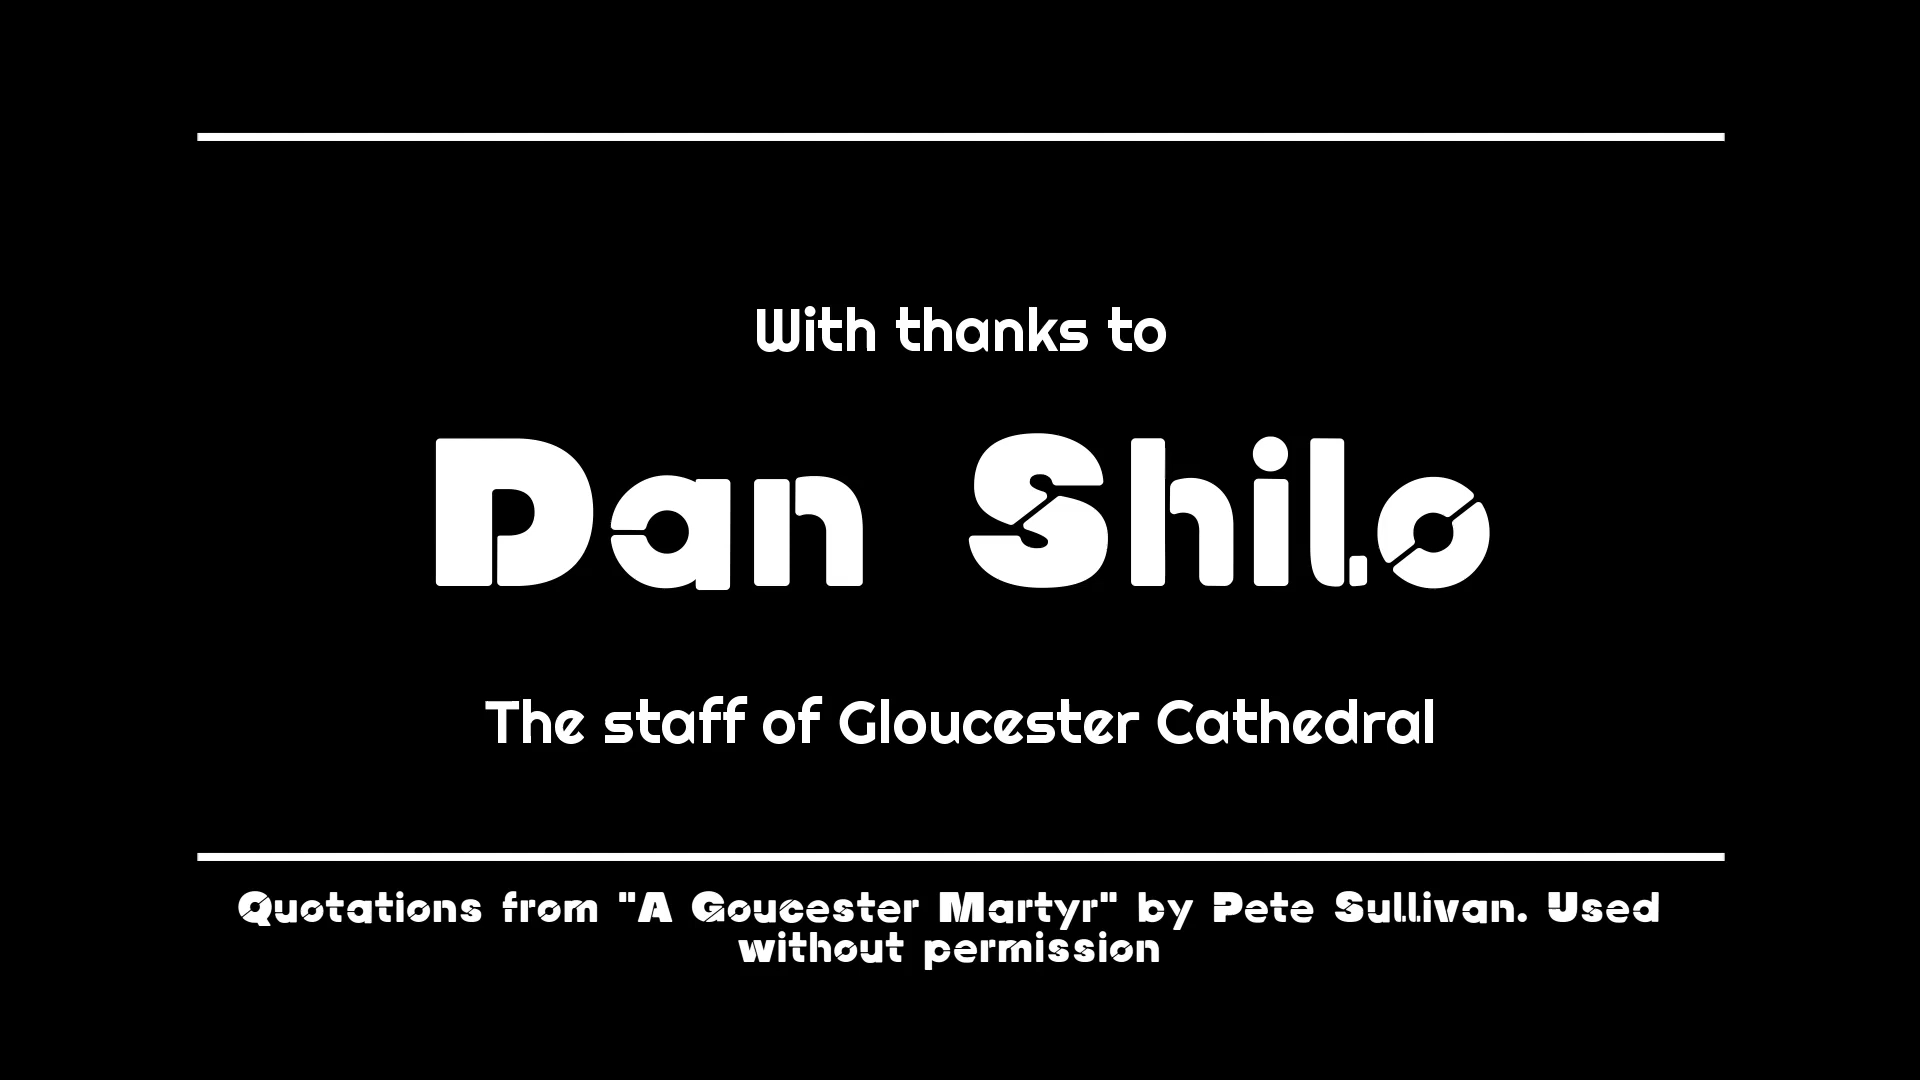 With thanks to
Dan Shilo
The staff of Gloucester Cathedral
Quotations from "A Goucester Martyr" by Pete Sullivan. Used
without permission